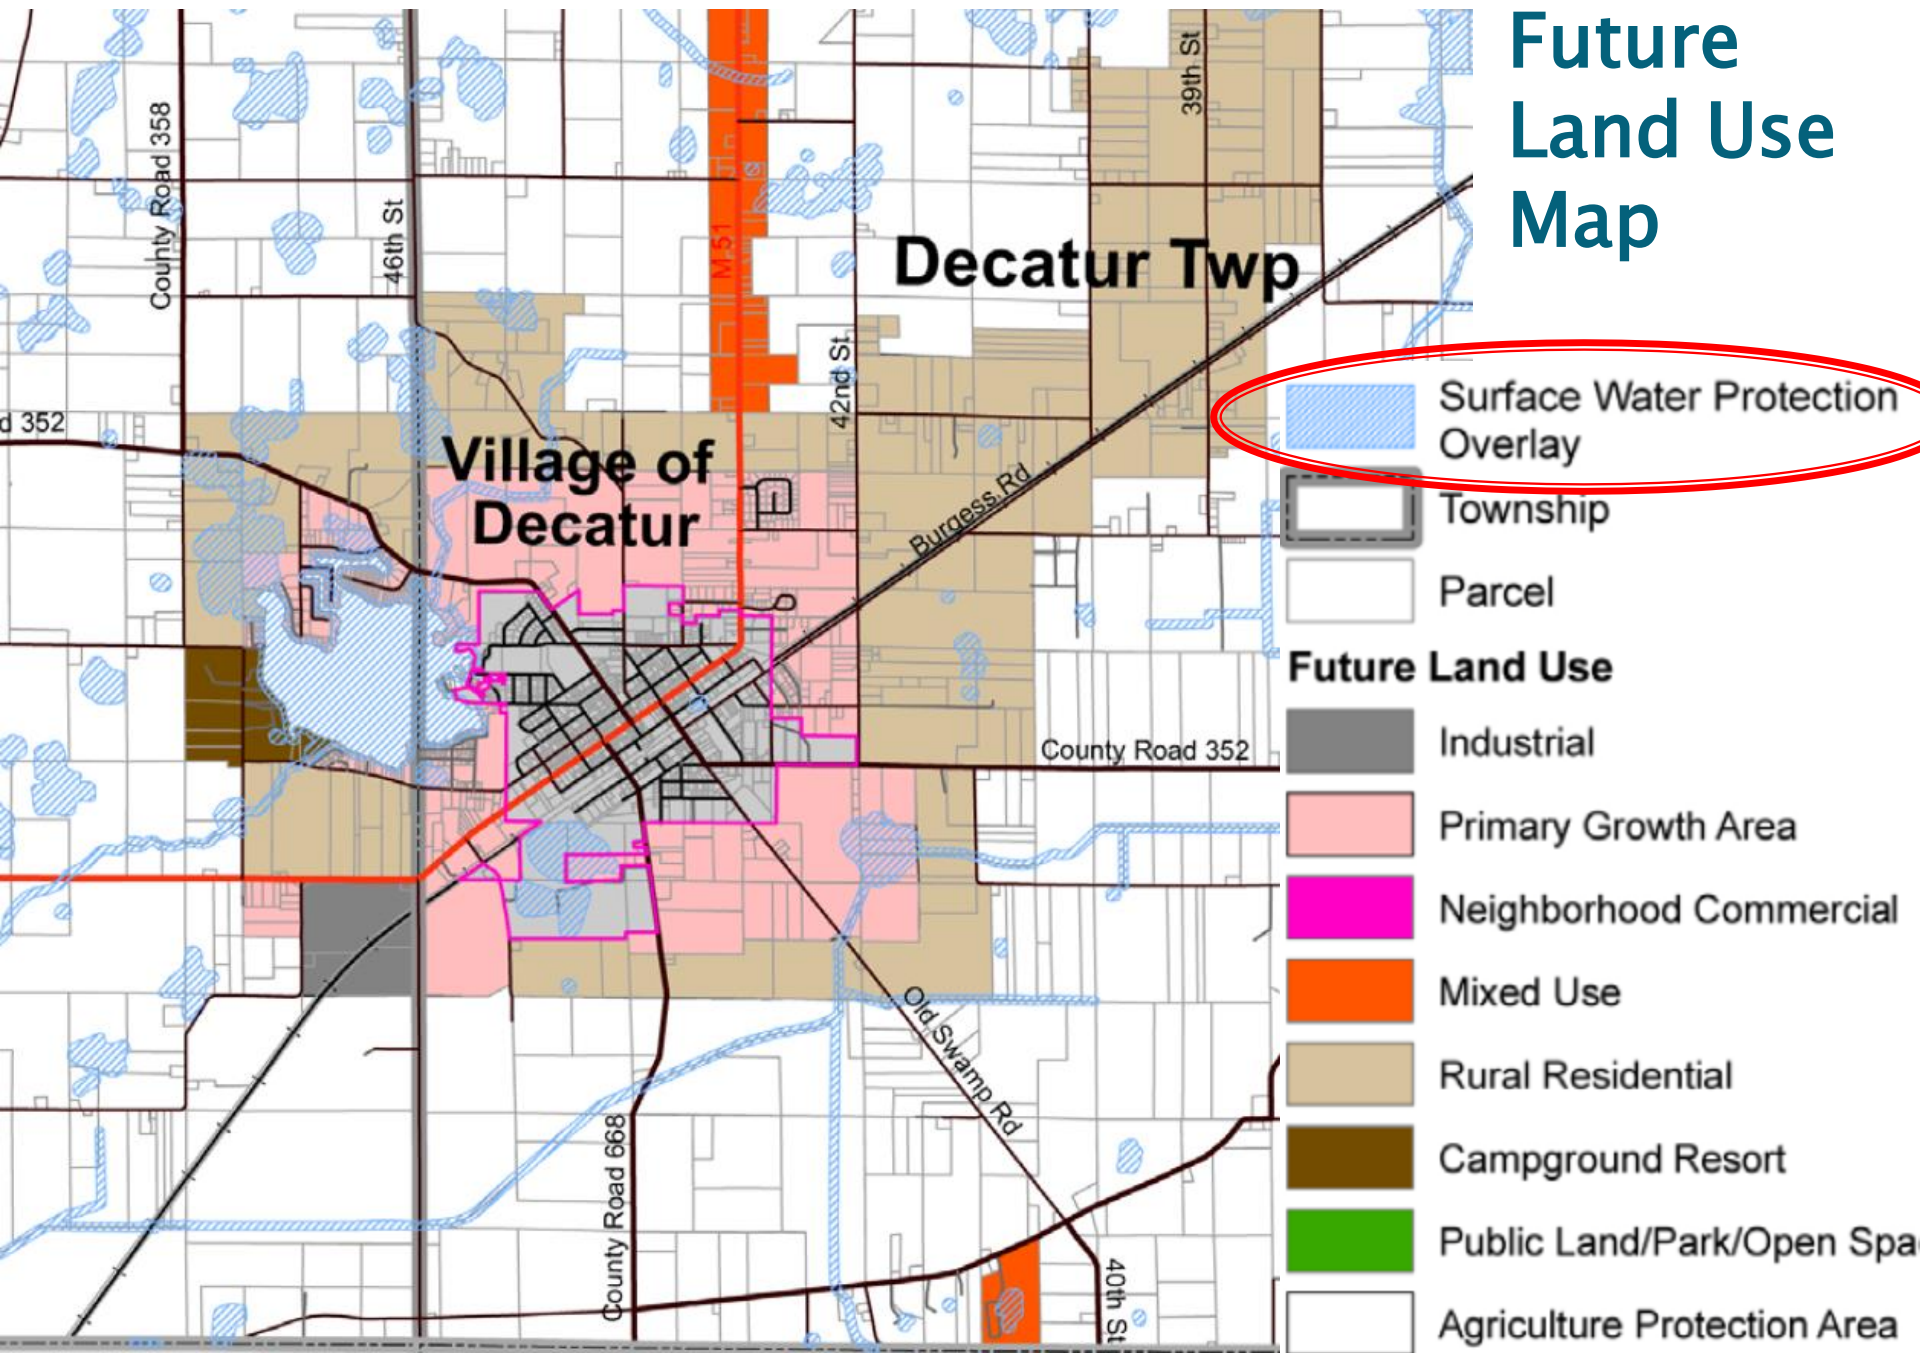 Future
Land Use
Map
39th St
County Road 358
46th St
M-51
Decatur Twp
42nd St
d 352
Village of
Decatur
Burgess Rd
County Road 352
Old Swamp Rd
County Road 668
40th St
Surface Water Protection
Overlay
Township
Parcel
Future Land Use
Industrial
Primary Growth Area
Neighborhood Commercial
Mixed Use
Rural Residential
Campground Resort
Public Land/Park/Open Spa
Agriculture Protection Area